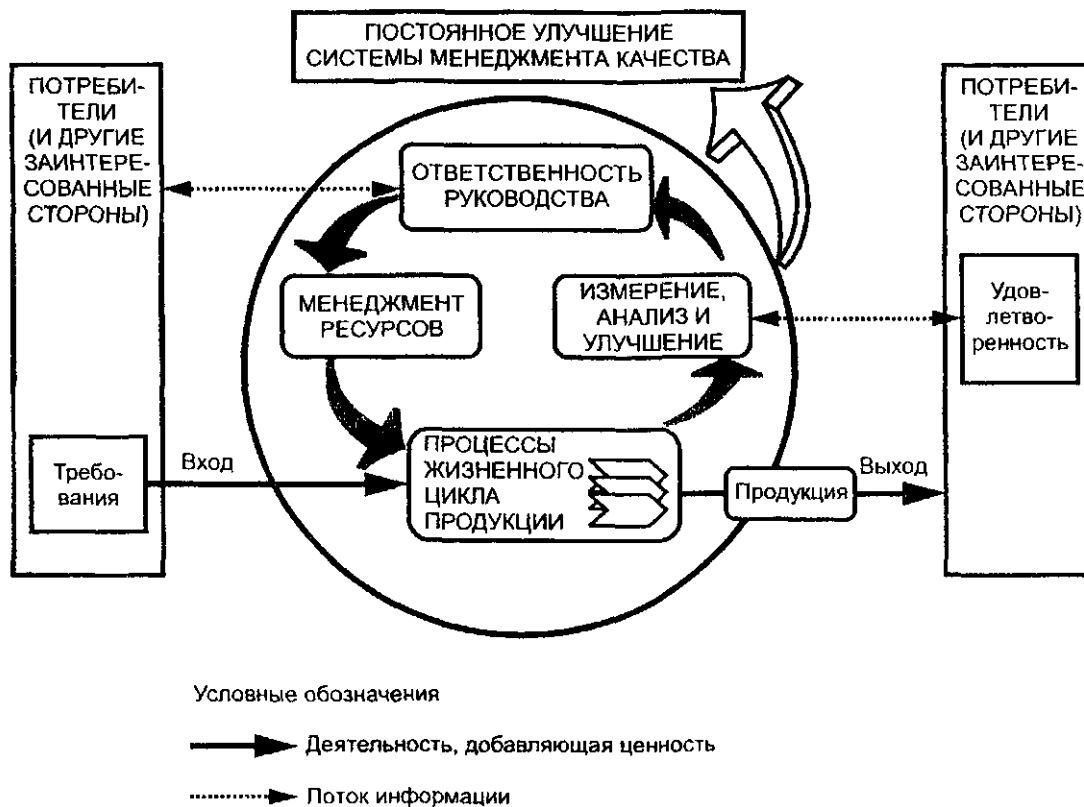 ПОСТОЯННОЕ УЛУЧШЕНИЕ
СИСТЕМЫ МЕНЕДЖМЕНТА КАЧЕСТВА
ПОТРЕБИ-
ТЕЛИ
(И ДРУГИЕ
ЗАИНТЕРЕ-
СОВАННЫЕ
СТОРОНЫ)
ПОТРЕБИ-
ТЕЛИ
(И ДРУГИЕ
ЗАИНТЕРЕ-
СОВАННЫЕ
СТОРОНЫ)
ОТВЕТСТВЕННОСТЬ
РУКОВОДСТВА
МЕНЕДЖМЕНТ
РЕСУРСОВ
ИЗМЕРЕНИЕ,
АНАЛИЗ И
УЛУЧШЕНИЕ
Удов-
летво-
ренность
Требо-
вания
Вход
ПРОЦЕССЫ
ЖИЗНЕННОГО
ЦИКЛА
ПРОДУКЦИИ
Продукция
Выход
Условные обозначения
Деятельность, добавляющая ценность
Поток информации